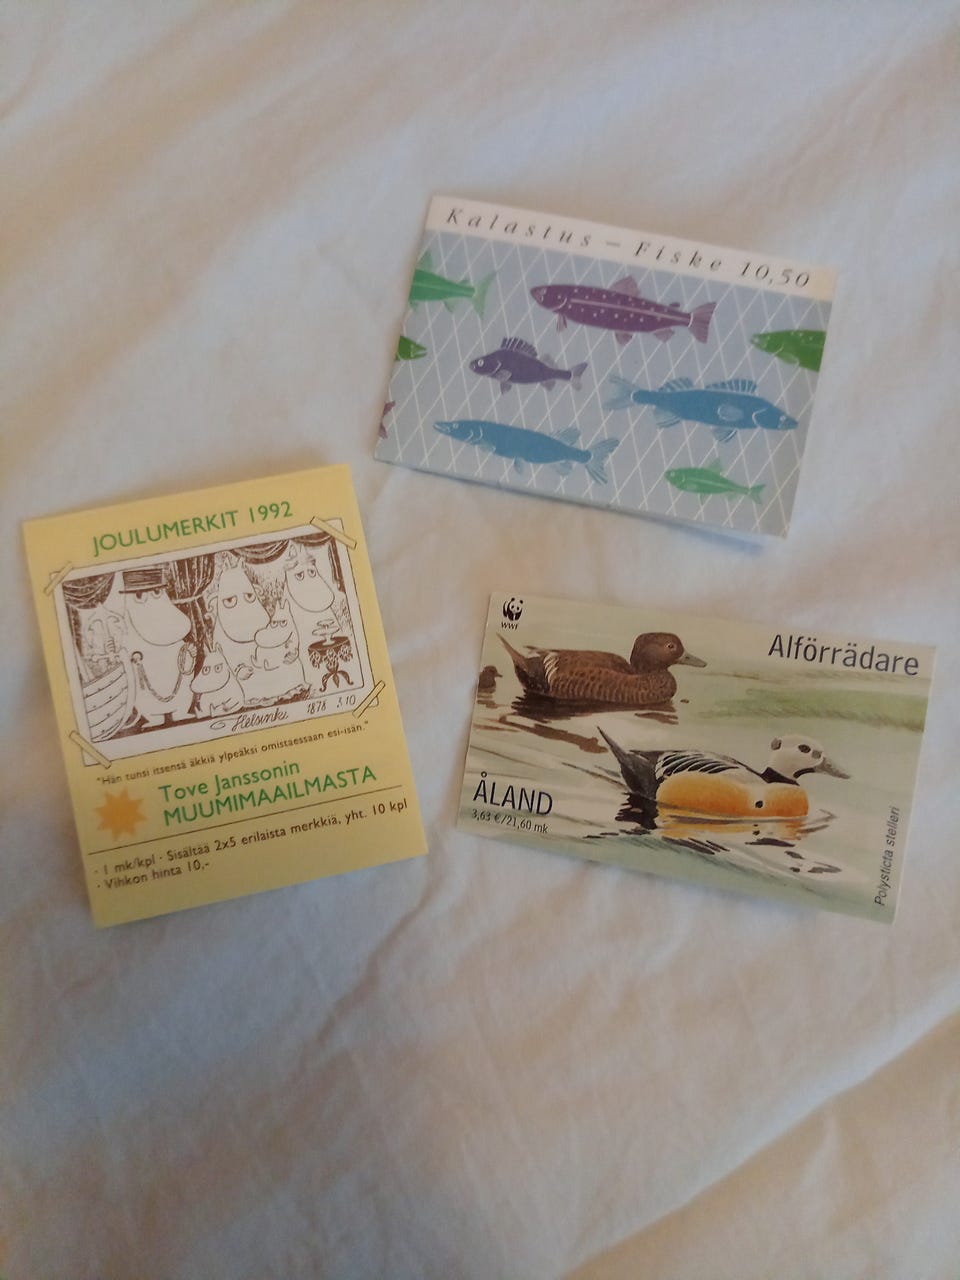 Kalastus – Fiske 10,50
JOULUMERKIT 1992
Helsinki 1878 3.10
"Hän tunsi itsensä äkkiä ylpeäksi omistaessaan esi-isän."
Tove Janssonin
MUUMIMAAILMASTA
· 1 mk/kpl · Sisältää 2x5 erilaista merkkiä, yht. 10 kpl
· Vihkon hinta 10,-
WWF
Alförrädare
ÅLAND
3,63 €/21,60 mk
Polysticta stelleri